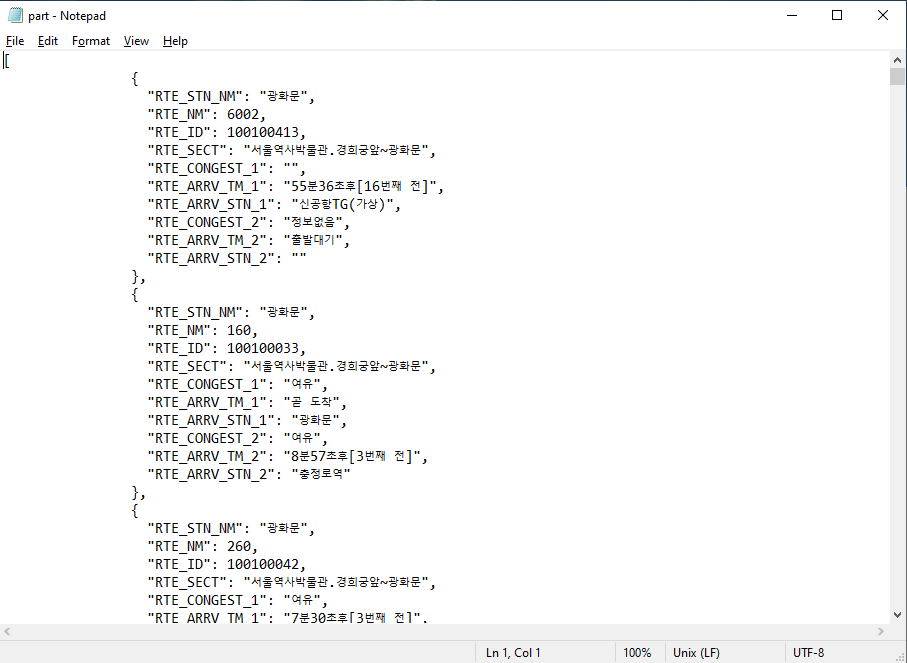 part - Notepad
File Edit Format View Help
[
{
"RTE_STN_NM": "광화문",
"RTE_NM": 6002,
"RTE_ID": 100100413,
"RTE_SECT": "서울역사박물관.경희궁앞~광화문",
"RTE_CONGEST_1": "",
"RTE_ARRV_TM_1": "55분36초후[16번째 전]",
"RTE_ARRV_STN_1": "신공항TG(가상)",
"RTE_CONGEST_2": "정보없음",
"RTE_ARRV_TM_2": "출발대기",
"RTE_ARRV_STN_2": ""
},
{
"RTE_STN_NM": "광화문",
"RTE_NM": 160,
"RTE_ID": 100100033,
"RTE_SECT": "서울역사박물관.경희궁앞~광화문",
"RTE_CONGEST_1": "여유",
"RTE_ARRV_TM_1": "곧 도착",
"RTE_ARRV_STN_1": "광화문",
"RTE_CONGEST_2": "여유",
"RTE_ARRV_TM_2": "8분57초후[3번째 전]",
"RTE_ARRV_STN_2": "충정로역"
},
{
"RTE_STN_NM": "광화문",
"RTE_NM": 260,
"RTE_ID": 100100042,
"RTE_SECT": "서울역사박물관.경희궁앞~광화문",
"RTE_CONGEST_1": "여유",
"RTE_ARRV_TM_1": "7분30초후[3번째 전]",
Ln 1, Col 1 100% Unix (LF) UTF-8